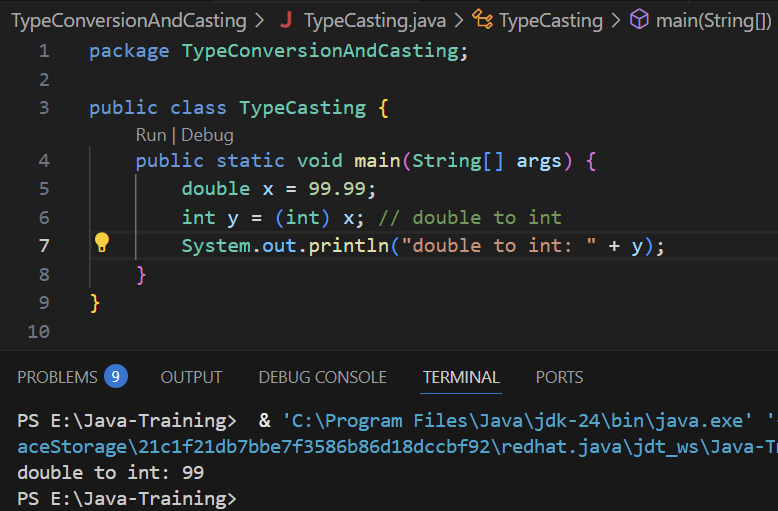 TypeConversionAndCasting > J TypeCasting.java > TypeCasting > main(String[])
1 package TypeConversionAndCasting;
2
3 public class TypeCasting {
Run | Debug
4 public static void main(String[] args) {
5 double x = 99.99;
6 int y = (int) x; // double to int
7 System.out.println("double to int: " + y);
8 }
9 }
10
PROBLEMS 9 OUTPUT DEBUG CONSOLE TERMINAL PORTS
PS E:\Java-Training> & 'C:\Program Files\Java\jdk-24\bin\java.exe' '
aceStorage\21c1f21db7bbe7f3586b86d18dccbf92\redhat.java\jdt_ws\Java-T
double to int: 99
PS E:\Java-Training>